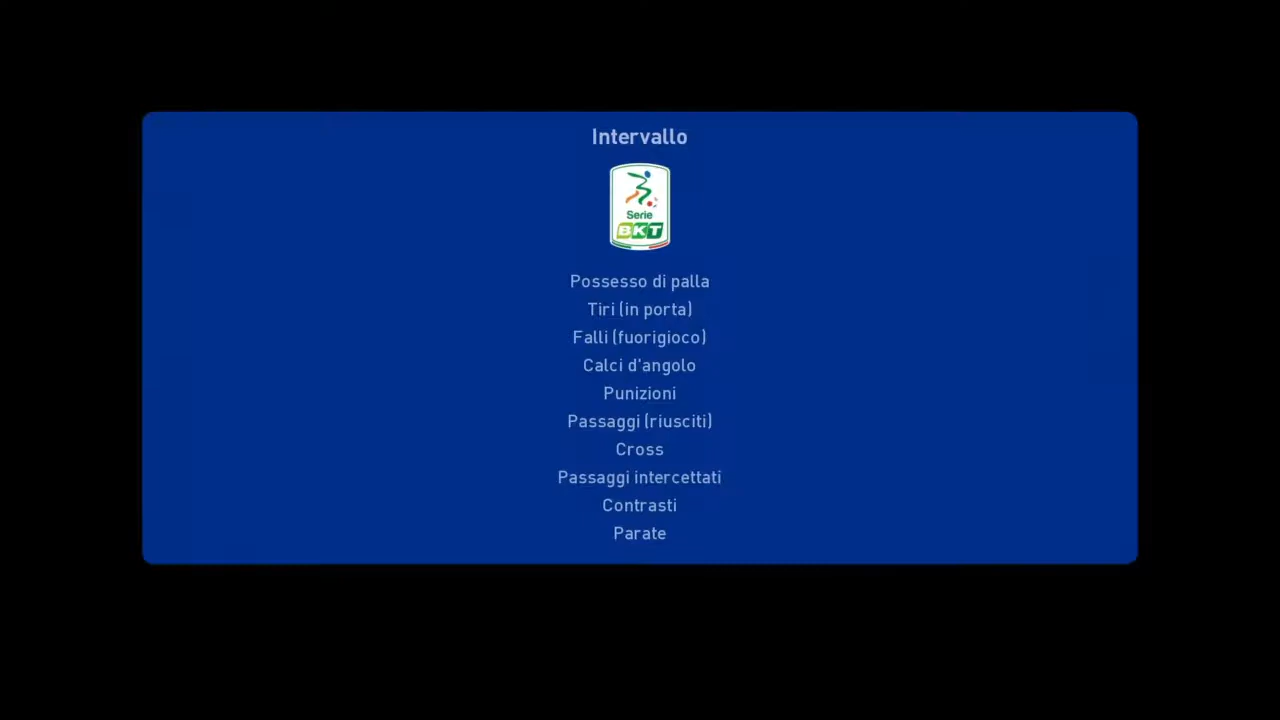 Intervallo
Serie
BKT
Possesso di palla
Tiri (in porta)
Falli (fuorigioco)
Calci d'angolo
Punizioni
Passaggi (riusciti)
Cross
Passaggi intercettati
Contrasti
Parate